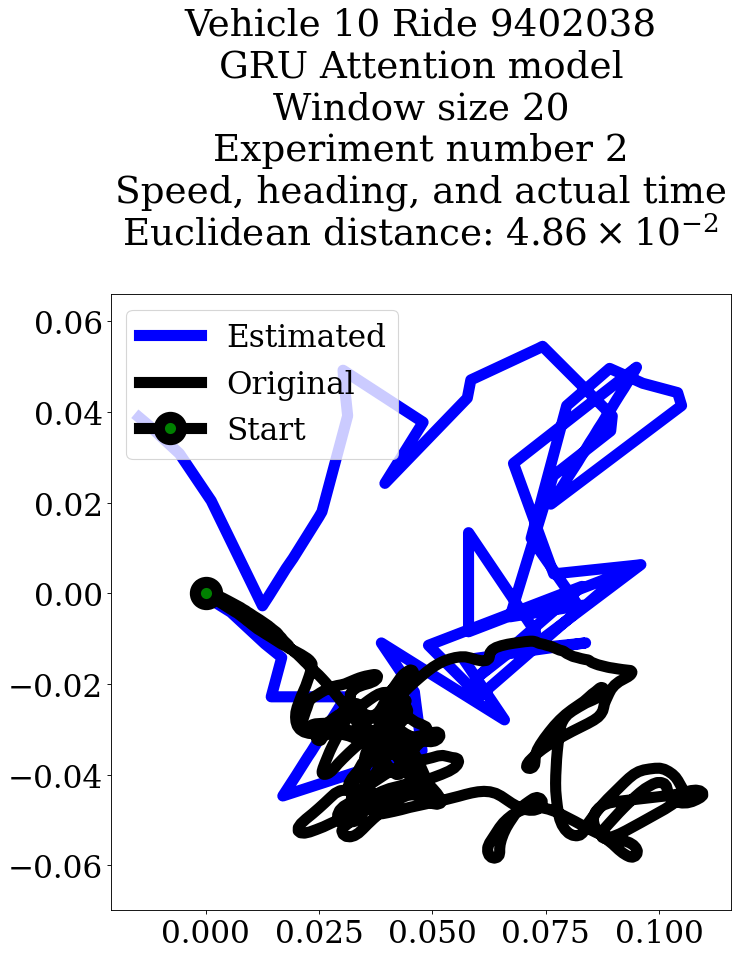 Vehicle 10 Ride 9402038
GRU Attention model
Window size 20
Experiment number 2
Speed, heading, and actual time
Euclidean distance: 4.86 × 10⁻²
Estimated
Original
Start
0.06
0.04
0.02
0.00
−0.02
−0.04
−0.06
0.000 0.025 0.050 0.075 0.100